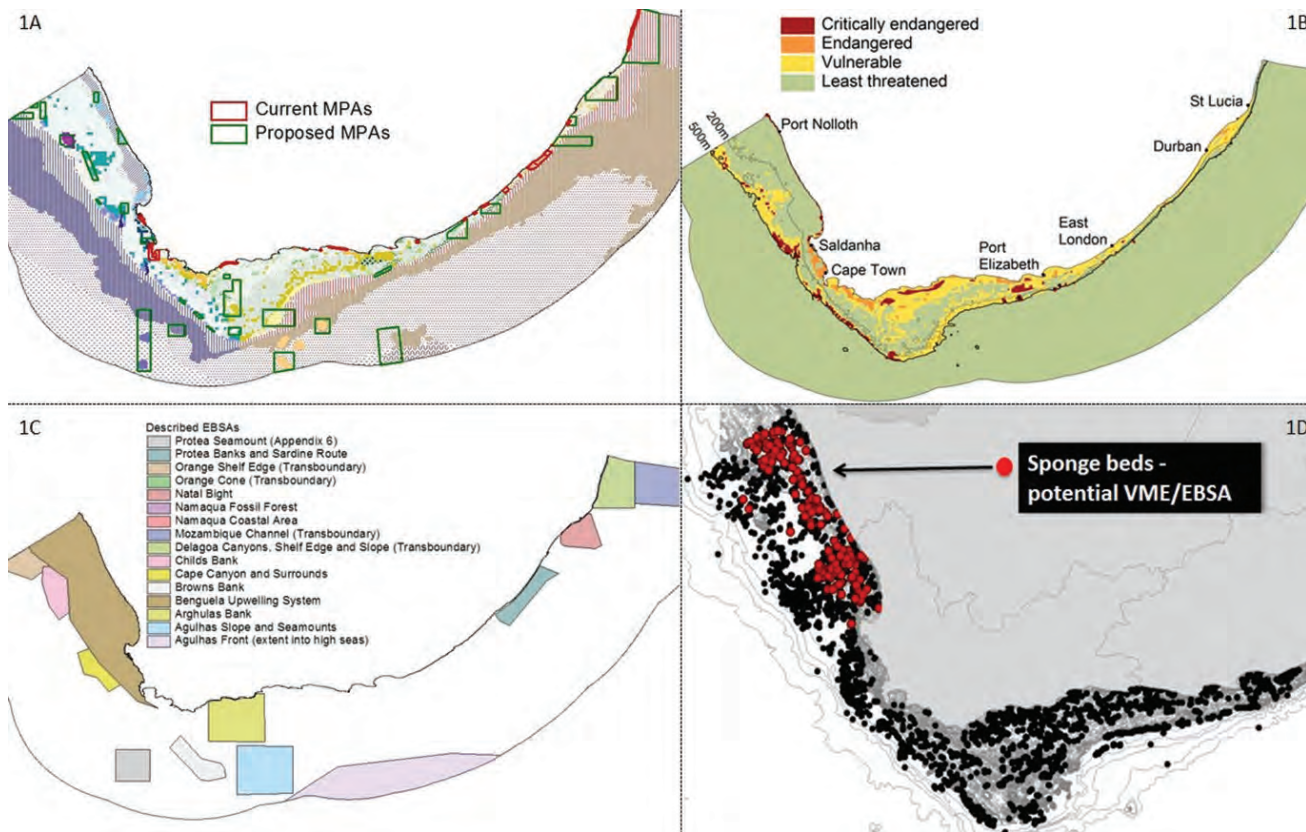 1A
Current MPAs
Proposed MPAs
1B
Critically endangered
Endangered
Vulnerable
Least threatened
St Lucia
Durban
200m
500m
Port Nolloth
East
London
Port
Elizabeth
Saldanha
Cape Town
1C
Described EBSAs
Protea Seamount (Appendix 6)
Protea Banks and Sardine Route
Orange Shelf Edge (Transboundary)
Orange Cone (Transboundary)
Natal Bight
Namaqua Fossil Forest
Namaqua Coastal Area
Mozambique Channel (Transboundary)
Delagoa Canyons, Shelf Edge and Slope (Transboundary)
Childs Bank
Cape Canyon and Surrounds
Browns Bank
Benguela Upwelling System
Arghulas Bank
Agulhas Slope and Seamounts
Agulhas Front (extent into high seas)
1D
Sponge beds -
potential VME/EBSA